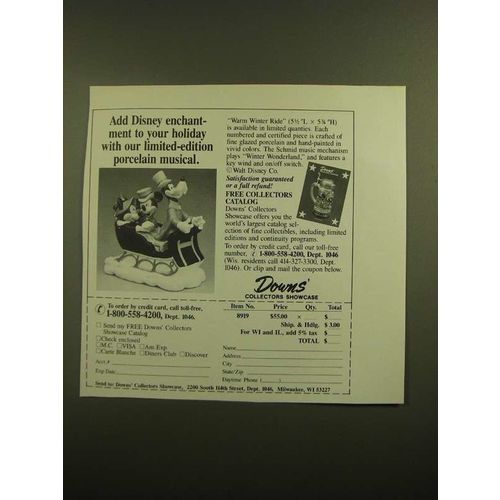 Add Disney enchant-
ment to your holiday
with our limited-edition
porcelain musical.
"Warm Winter Ride" (5½"L × 5¾"H)
is available in limited quanties. Each
numbered and certified piece is crafted of
fine glazed porcelain and hand-painted in
vivid colors. The Schmid music mechanism
plays "Winter Wonderland," and features a
key wind and on/off switch.
©Walt Disney Co.
Satisfaction guaranteed
or a full refund!
FREE COLLECTORS
CATALOG
Downs' Collectors
Showcase offers you the
world's largest catalog sel-
ection of fine collectibles, including limited
editions and continuity programs.
To order by credit card, call our toll-free
number, ✆ 1-800-558-4200, Dept. 1046
(Wis. residents call 414-327-3300, Dept.
1046). Or clip and mail the coupon below.
Downs'
COLLECTORS SHOWCASE
✆ To order by credit card, call toll-free,
1-800-558-4200, Dept. 1046.
□ Send my FREE Downs' Collectors
Showcase Catalog
□ Check enclosed
□ M.C. □ VISA □ Am Exp
□ Carte Blanche □ Diners Club □ Discover
Acct #
Exp Date
Item No. Price Qty. Total
8919 $55.00 × $
Ship. & Hdlg. $ 3.00
For WI and IL, add 5% tax $
TOTAL $
Name
Address
City
State/Zip
Daytime Phone ( )
Send to: Downs' Collectors Showcase, 2200 South 114th Street, Dept. 1046, Milwaukee, WI 53227